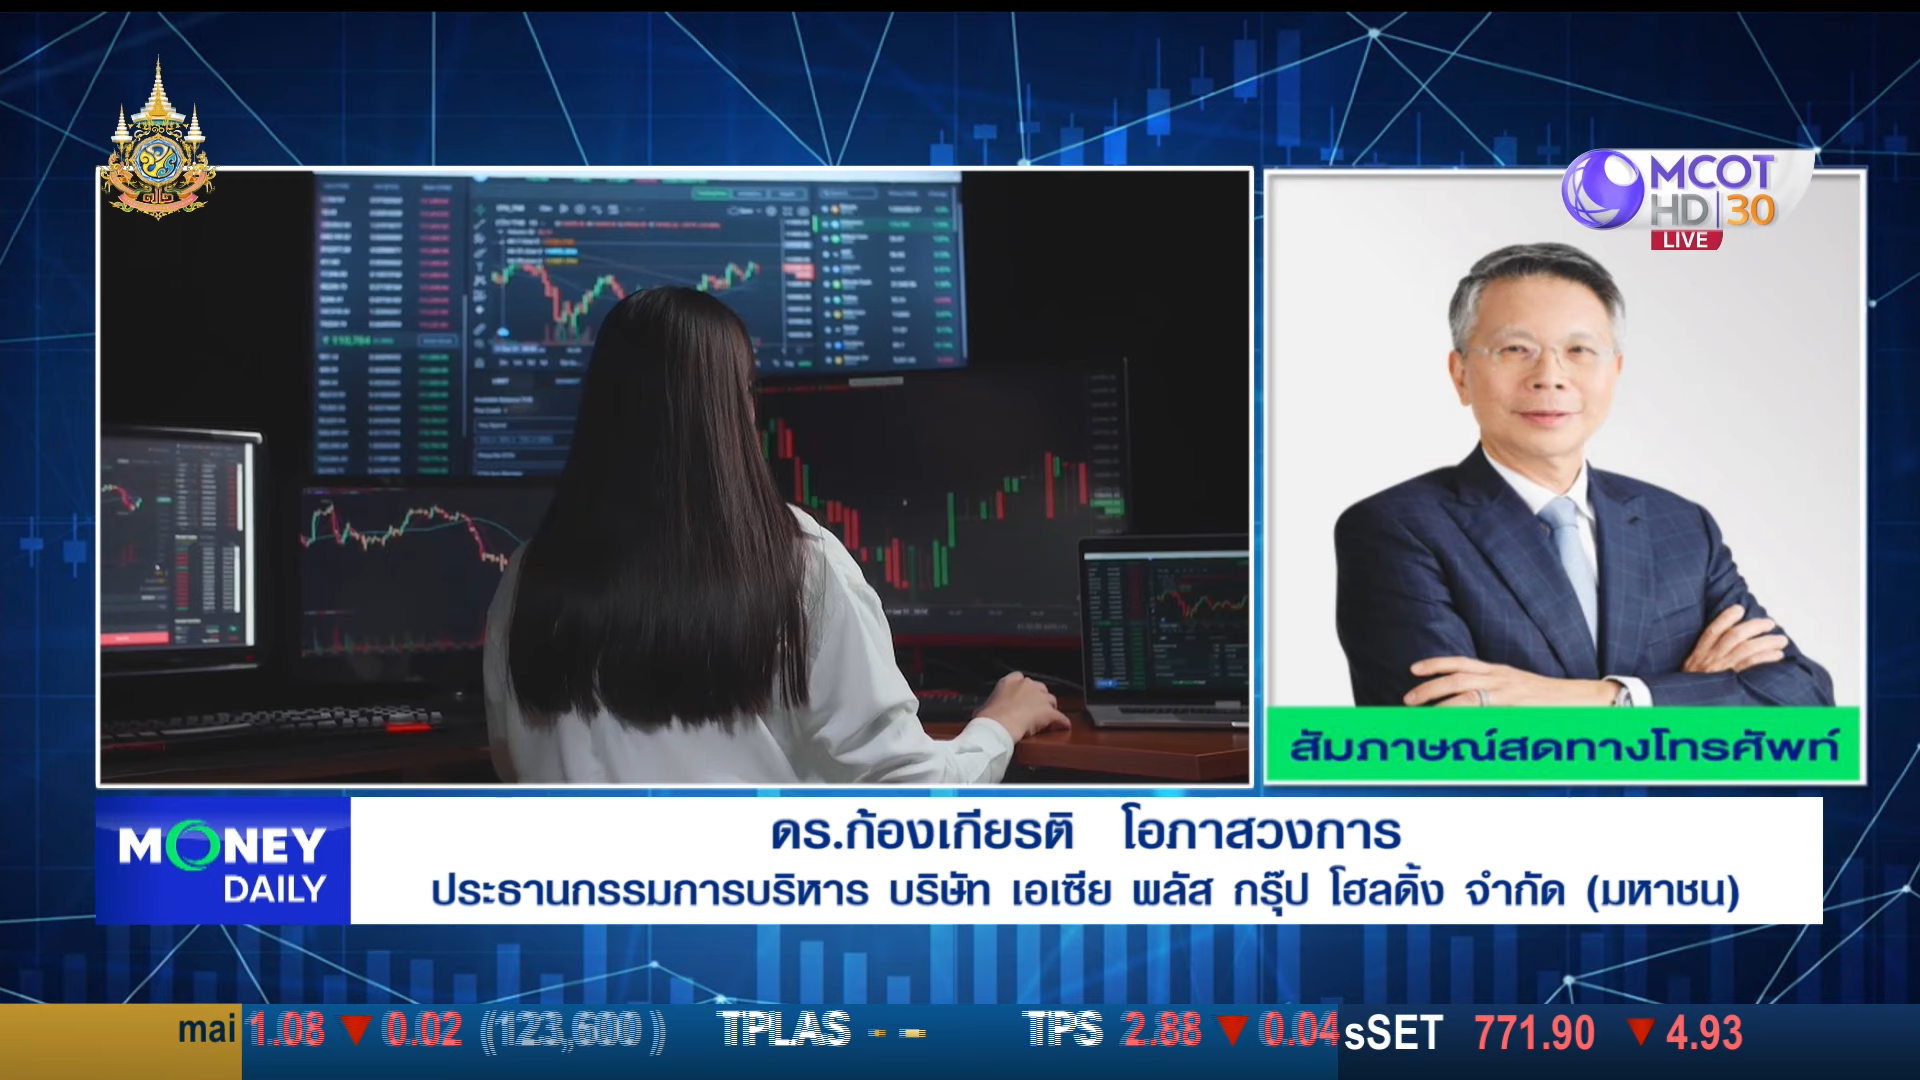 MCOT
HD 30
LIVE
สัมภาษณ์สดทางโทรศัพท์
MONEY
DAILY
ดร.ก้องเกียรติ โอภาสวงการ
ประธานกรรมการบริหาร บริษัท เอเซีย พลัส กรุ๊ป โฮลดิ้ง จำกัด (มหาชน)
mai 1.08 ▼ 0.02 (123,600) TPLAS - - TPS 2.88 ▼ 0.04 sSET 771.90 ▼ 4.93